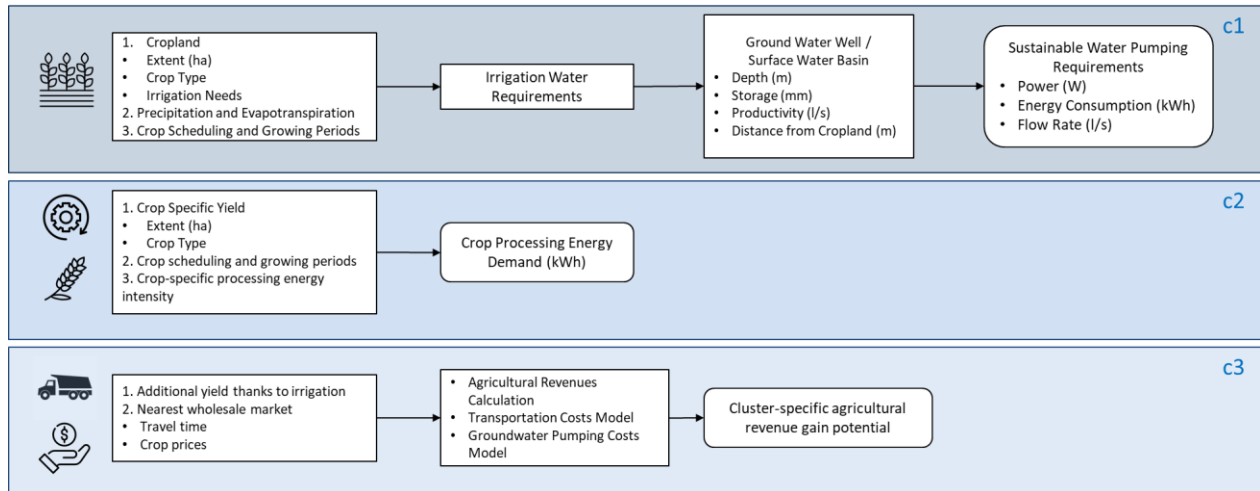 c1
1. Cropland
• Extent (ha)
• Crop Type
• Irrigation Needs
2. Precipitation and Evapotranspiration
3. Crop Scheduling and Growing Periods
Irrigation Water
Requirements
Ground Water Well /
Surface Water Basin
• Depth (m)
• Storage (mm)
• Productivity (l/s)
• Distance from Cropland (m)
Sustainable Water Pumping
Requirements
• Power (W)
• Energy Consumption (kWh)
• Flow Rate (l/s)
c2
1. Crop Specific Yield
• Extent (ha)
• Crop Type
2. Crop scheduling and growing periods
3. Crop-specific processing energy
intensity
Crop Processing Energy
Demand (kWh)
c3
1. Additional yield thanks to irrigation
2. Nearest wholesale market
• Travel time
• Crop prices
• Agricultural Revenues
Calculation
• Transportation Costs Model
• Groundwater Pumping Costs
Model
Cluster-specific agricultural
revenue gain potential